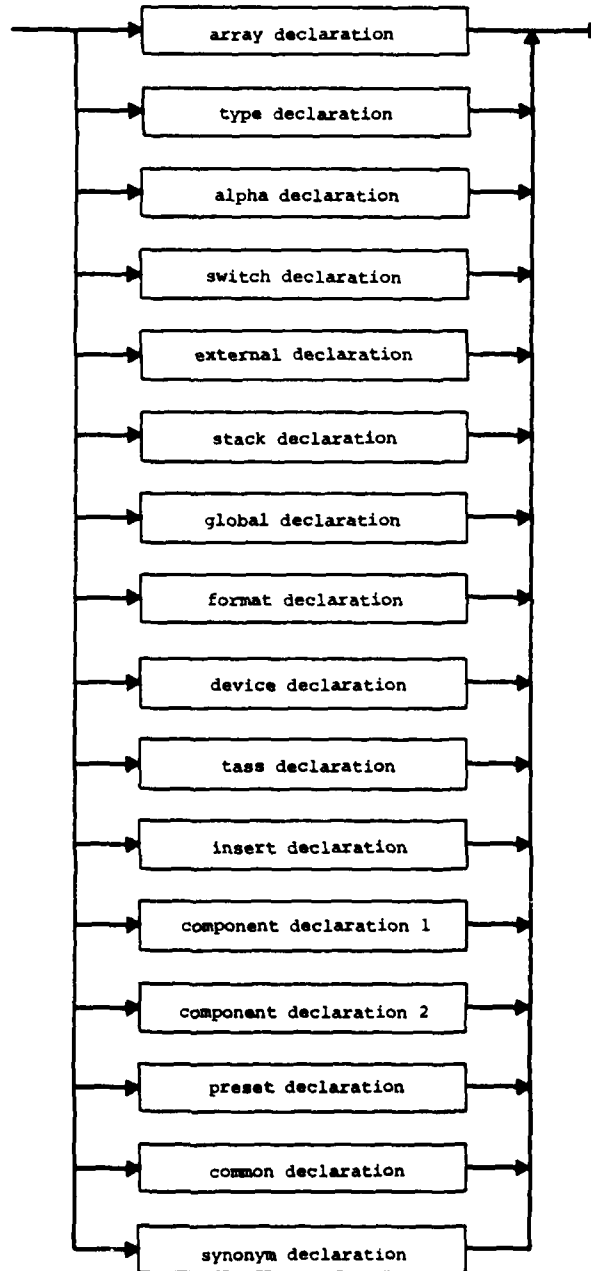 array declaration
type declaration
alpha declaration
switch declaration
external declaration
stack declaration
global declaration
format declaration
device declaration
tass declaration
insert declaration
component declaration 1
component declaration 2
preset declaration
common declaration
synonym declaration